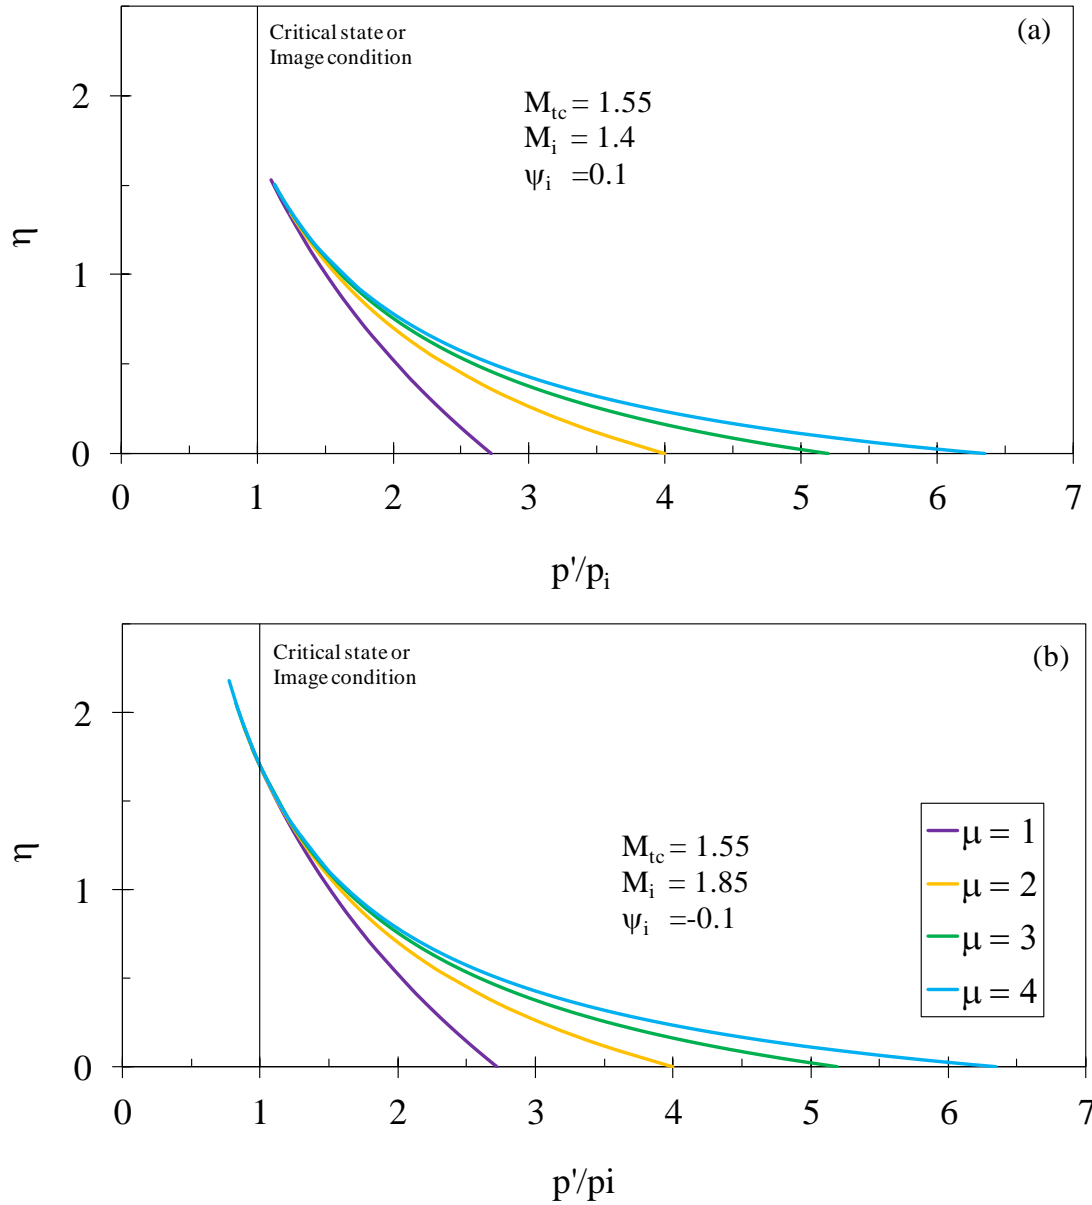 (a)
Critical state or
Image condition
M_tc = 1.55
M_i = 1.4
ψ_i =0.1
2
1
0
η
0 1 2 3 4 5 6 7
p'/p_i
(b)
Critical state or
Image condition
M_tc = 1.55
M_i = 1.85
ψ_i =-0.1
μ = 1
μ = 2
μ = 3
μ = 4
2
1
0
η
0 1 2 3 4 5 6 7
p'/pi